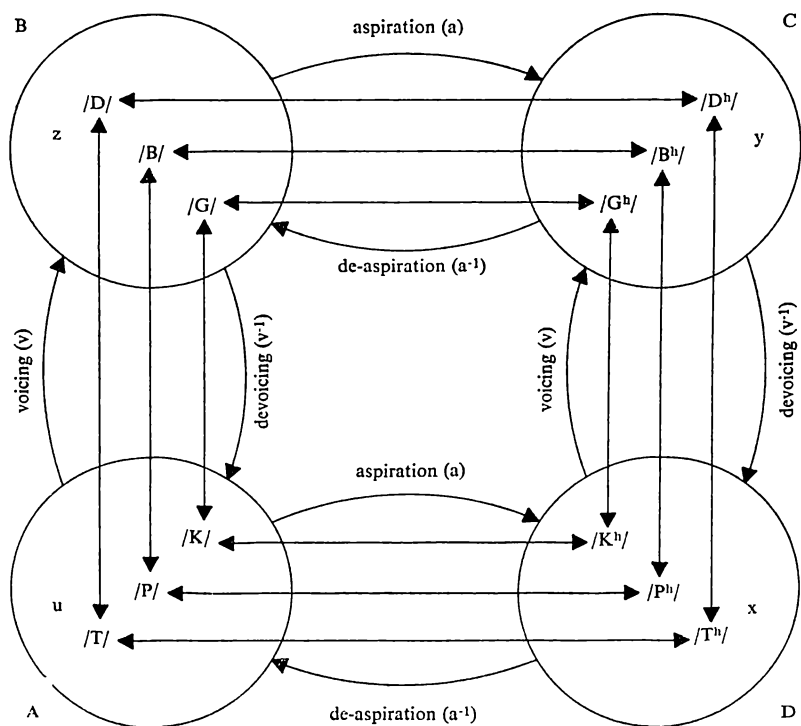 B
aspiration (a)
C
/D/
/Dʰ/
z
y
/B/
/Bʰ/
/G/
/Gʰ/
de-aspiration (a⁻¹)
voicing (v)
devoicing (v⁻¹)
voicing (v)
devoicing (v⁻¹)
aspiration (a)
/K/
/Kʰ/
/P/
/Pʰ/
u
x
/T/
/Tʰ/
A
de-aspiration (a⁻¹)
D